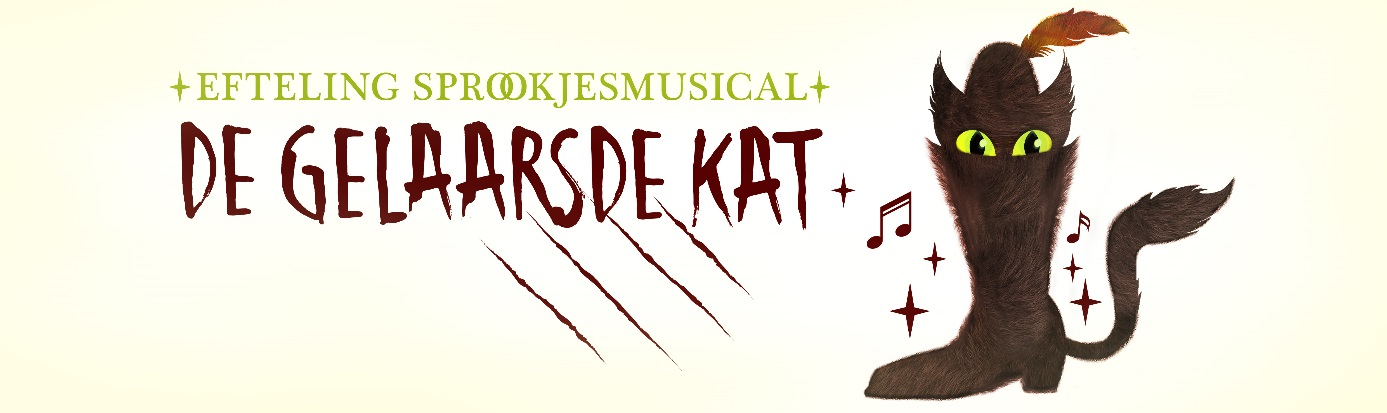 EFTELING SPROOKJESMUSICAL
DE GELAARSDE KAT